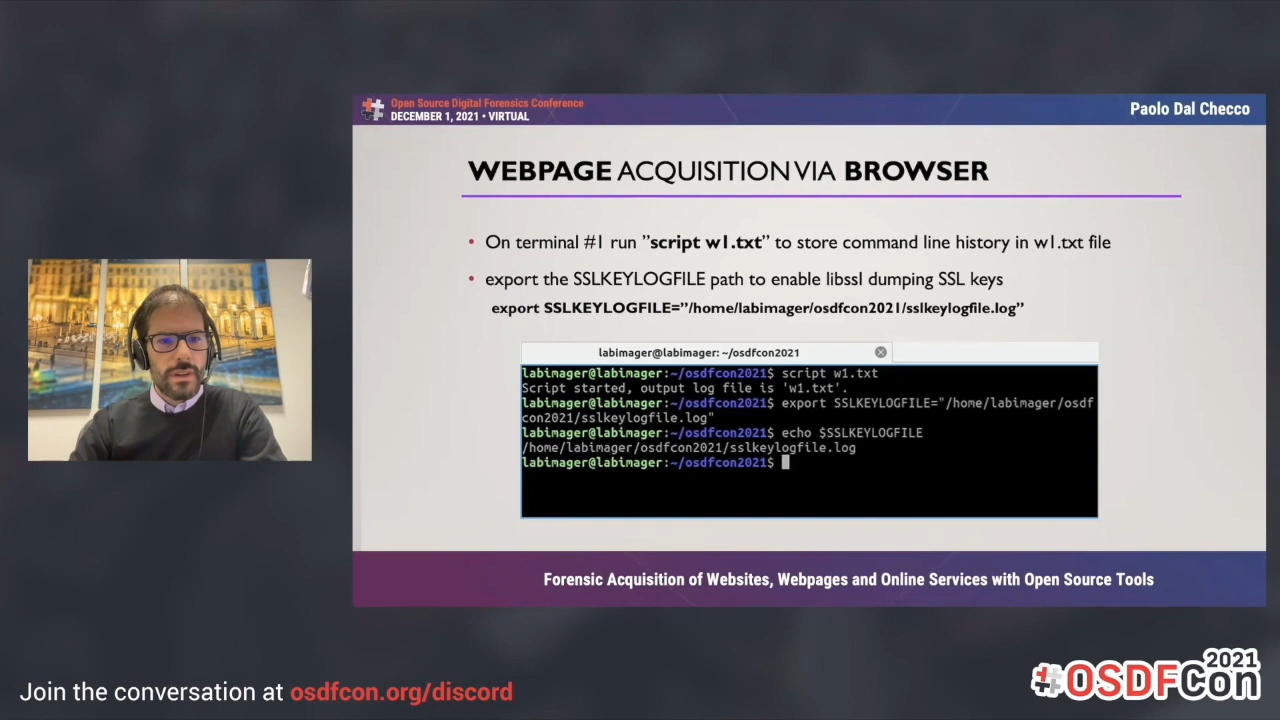 Open Source Digital Forensics Conference
DECEMBER 1, 2021 • VIRTUAL
Paolo Dal Checco
WEBPAGE ACQUISITION VIA BROWSER
• On terminal #1 run ”script w1.txt” to store command line history in w1.txt file
• export the SSLKEYLOGFILE path to enable libssl dumping SSL keys
export SSLKEYLOGFILE=”/home/labimager/osdfcon2021/sslkeylogfile.log”
labimager@labimager: ~/osdfcon2021
labimager@labimager:~/osdfcon2021$ script w1.txt
Script started, output log file is 'w1.txt'.
labimager@labimager:~/osdfcon2021$ export SSLKEYLOGFILE="/home/labimager/osdf
con2021/sslkeylogfile.log"
labimager@labimager:~/osdfcon2021$ echo $SSLKEYLOGFILE
/home/labimager/osdfcon2021/sslkeylogfile.log
labimager@labimager:~/osdfcon2021$
Forensic Acquisition of Websites, Webpages and Online Services with Open Source Tools
Join the conversation at osdfcon.org/discord
2021
#OSDFCon